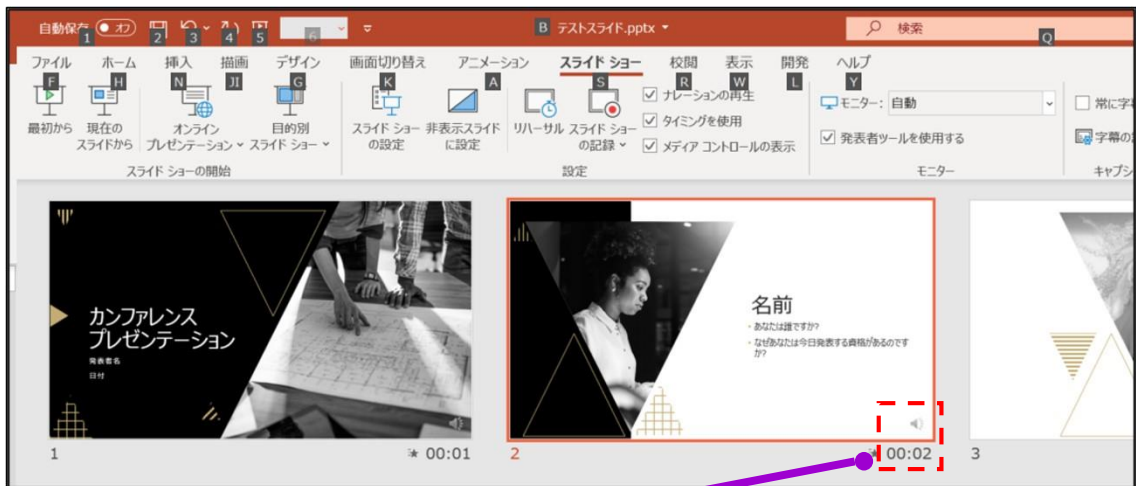 自動保存 オフ
1 2 3 4 5 6 B テストスライド.pptx 検索 Q
ファイル ホーム 挿入 描画 デザイン 画面切り替え アニメーション スライド ショー 校閲 表示 開発 ヘルプ
F H N JI G K A S R W L Y
最初から
現在の
スライドから
オンライン
プレゼンテーション
目的別
スライド ショー
スライド ショー
の設定
非表示スライド
に設定
リハーサル
スライド ショー
の記録
ナレーションの再生
タイミングを使用
メディア コントロールの表示
モニター: 自動
発表者ツールを使用する
常に字
字幕の
スライド ショーの開始 設定 モニター キャプシ
カンファレンス
プレゼンテーション
発表者名
日付
名前
• あなたは誰ですか?
• なぜあなたは今日発表する資格があるのです
か?
1 00:01 2 00:02 3